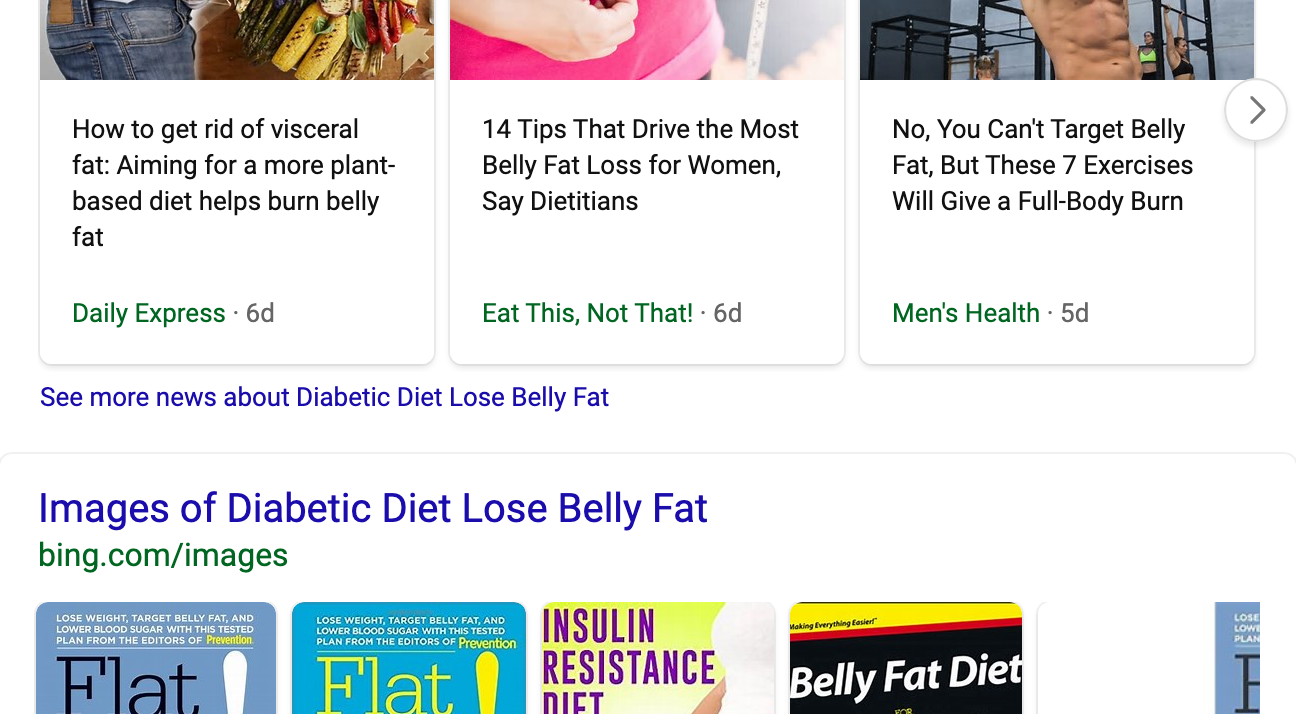 How to get rid of visceral
fat: Aiming for a more plant-
based diet helps burn belly
fat
Daily Express · 6d
14 Tips That Drive the Most
Belly Fat Loss for Women,
Say Dietitians
Eat This, Not That! · 6d
No, You Can't Target Belly
Fat, But These 7 Exercises
Will Give a Full-Body Burn
Men's Health · 5d
See more news about Diabetic Diet Lose Belly Fat
Images of Diabetic Diet Lose Belly Fat
bing.com/images
LOSE WEIGHT, TARGET BELLY FAT, AND
LOWER BLOOD SUGAR WITH THIS TESTED
PLAN FROM THE EDITORS OF Prevention
Flat!
LOSE WEIGHT, TARGET BELLY FAT, AND
LOWER BLOOD SUGAR WITH THIS TESTED
PLAN FROM THE EDITORS OF Prevention
Flat!
INSULIN
RESISTANCE
DIET
Making Everything Easier!™
Belly Fat Diet
FOR
LOSE
LOWE
PLAN
F